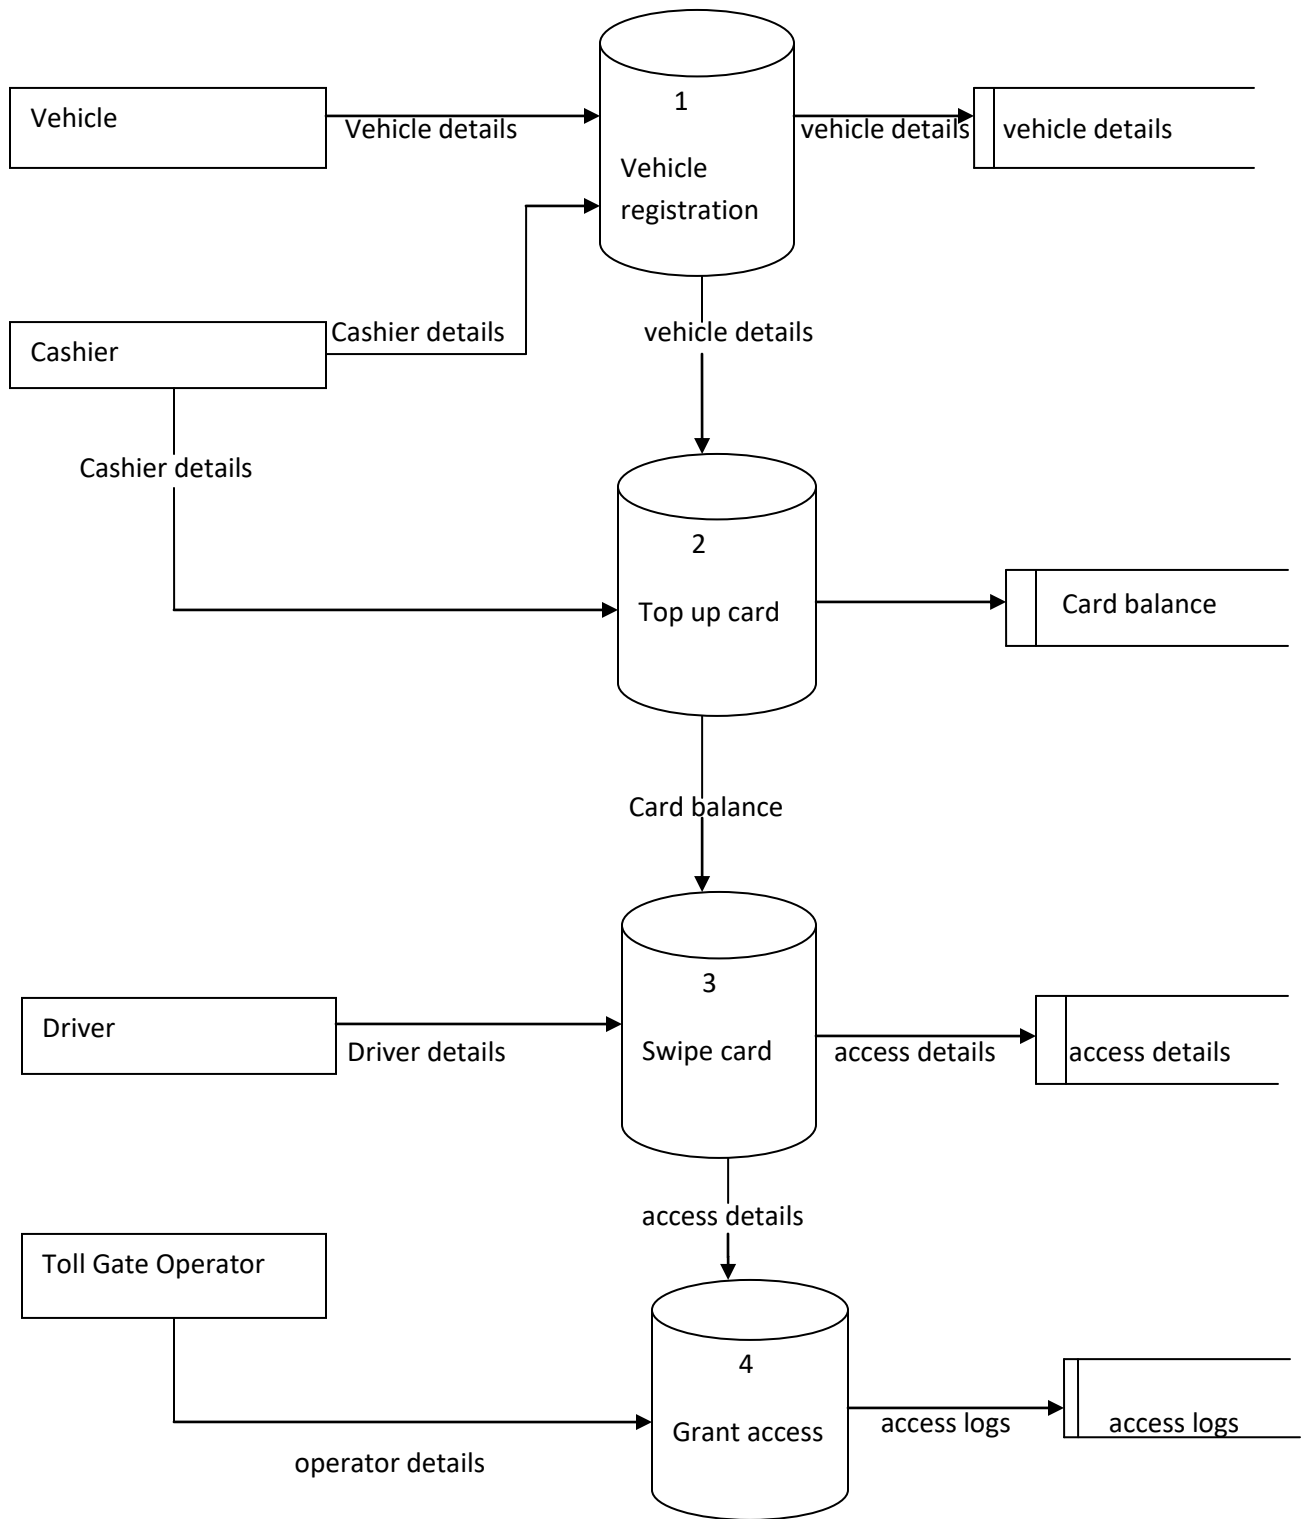 1
Vehicle
Vehicle details
vehicle details
vehicle details
Vehicle
registration
Cashier details
vehicle details
Cashier
Cashier details
2
Top up card
Card balance
Card balance
3
Driver
Driver details
Swipe card
access details
access details
access details
Toll Gate Operator
4
Grant access
access logs
access logs
operator details